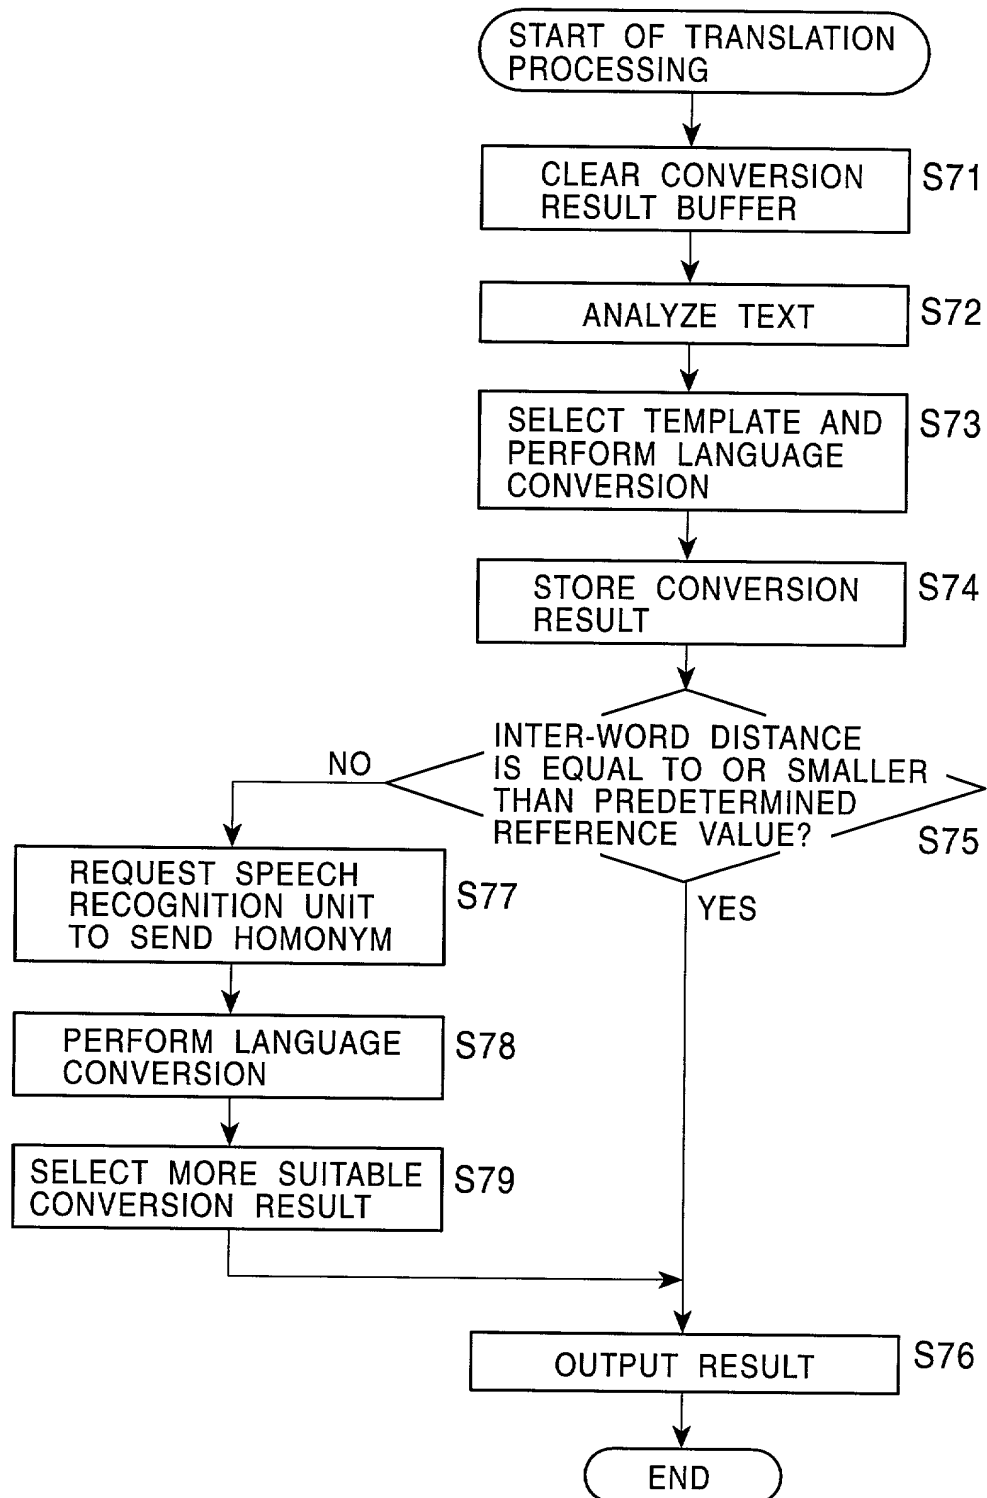 START OF TRANSLATION
PROCESSING
CLEAR CONVERSION
RESULT BUFFER
S71
ANALYZE TEXT
S72
SELECT TEMPLATE AND
PERFORM LANGUAGE
CONVERSION
S73
STORE CONVERSION
RESULT
S74
INTER-WORD DISTANCE
IS EQUAL TO OR SMALLER
THAN PREDETERMINED
REFERENCE VALUE?
S75
NO
YES
REQUEST SPEECH
RECOGNITION UNIT
TO SEND HOMONYM
S77
PERFORM LANGUAGE
CONVERSION
S78
SELECT MORE SUITABLE
CONVERSION RESULT
S79
OUTPUT RESULT
S76
END